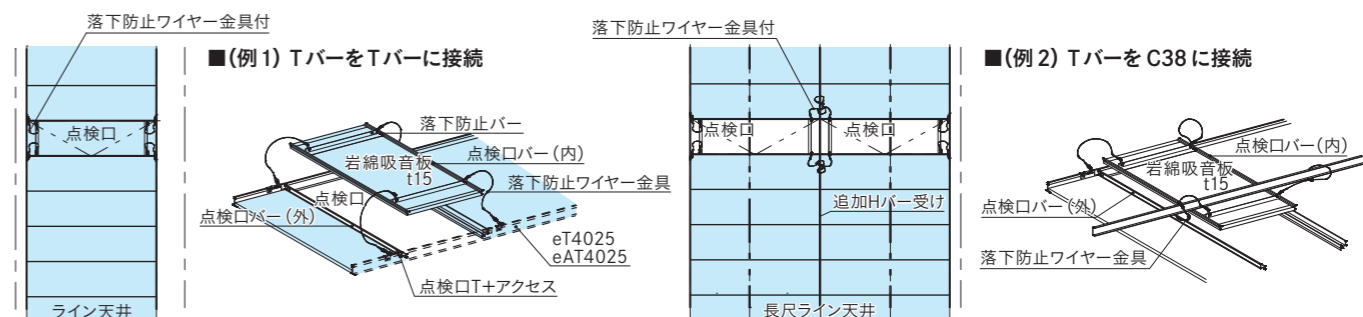 落下防止ワイヤー金具付
点検口
ライン天井
■(例1) TバーをTバーに接続
落下防止バー
点検口バー(内)
岩綿吸音板
t15
落下防止ワイヤー金具
点検口
点検口バー(外)
eT4025
eAT4025
点検口T+アクセス
落下防止ワイヤー金具付
点検口
点検口
追加Hバー受け
長尺ライン天井
■(例2) TバーをC38に接続
点検口バー(内)
岩綿吸音板
t15
点検口バー(外)
落下防止ワイヤー金具